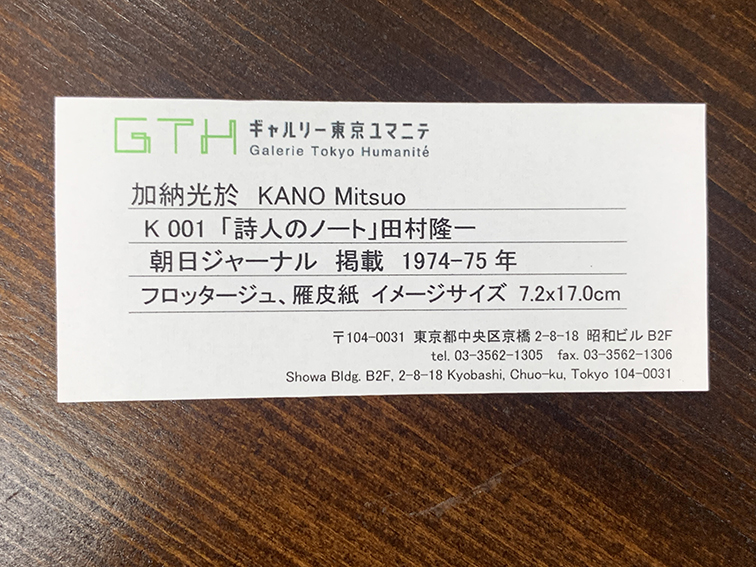 GTH ギャルリー東京ユマニテ
Galerie Tokyo Humanité
加納光於 KANO Mitsuo
K 001 「詩人のノート」田村隆一
朝日ジャーナル 掲載 1974-75 年
フロッタージュ、雁皮紙 イメージサイズ 7.2x17.0cm
〒104-0031 東京都中央区京橋 2-8-18 昭和ビル B2F
tel. 03-3562-1305 fax. 03-3562-1306
Showa Bldg. B2F, 2-8-18 Kyobashi, Chuo-ku, Tokyo 104-0031